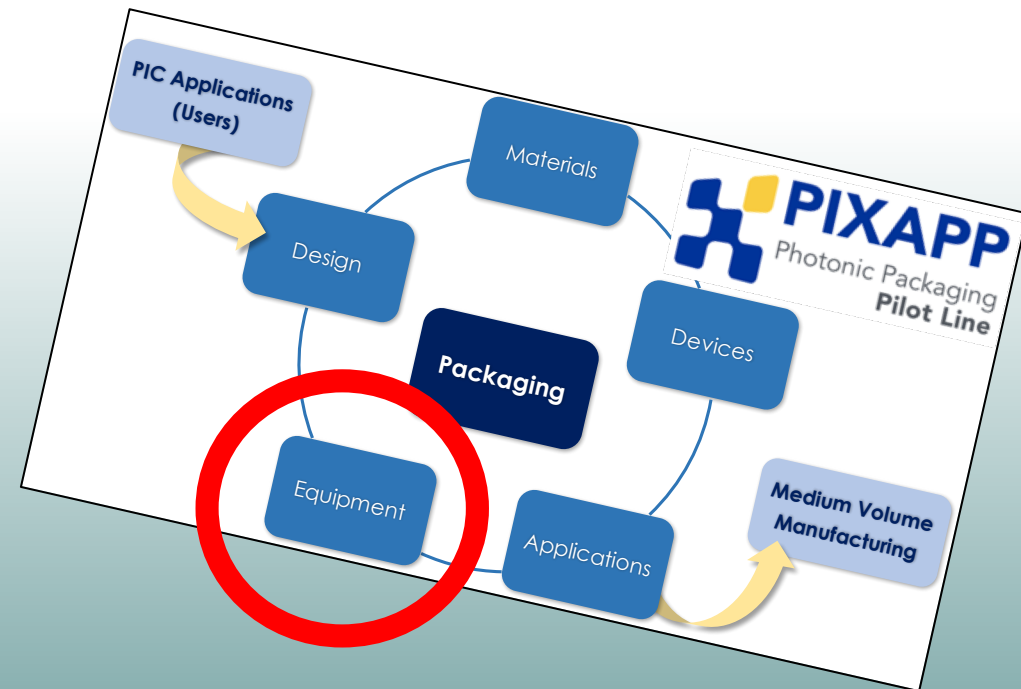 PIC Applications
(Users)
Materials
PIXAPP
Photonic Packaging
Pilot Line
Design
Devices
Packaging
Equipment
Applications
Medium Volume
Manufacturing